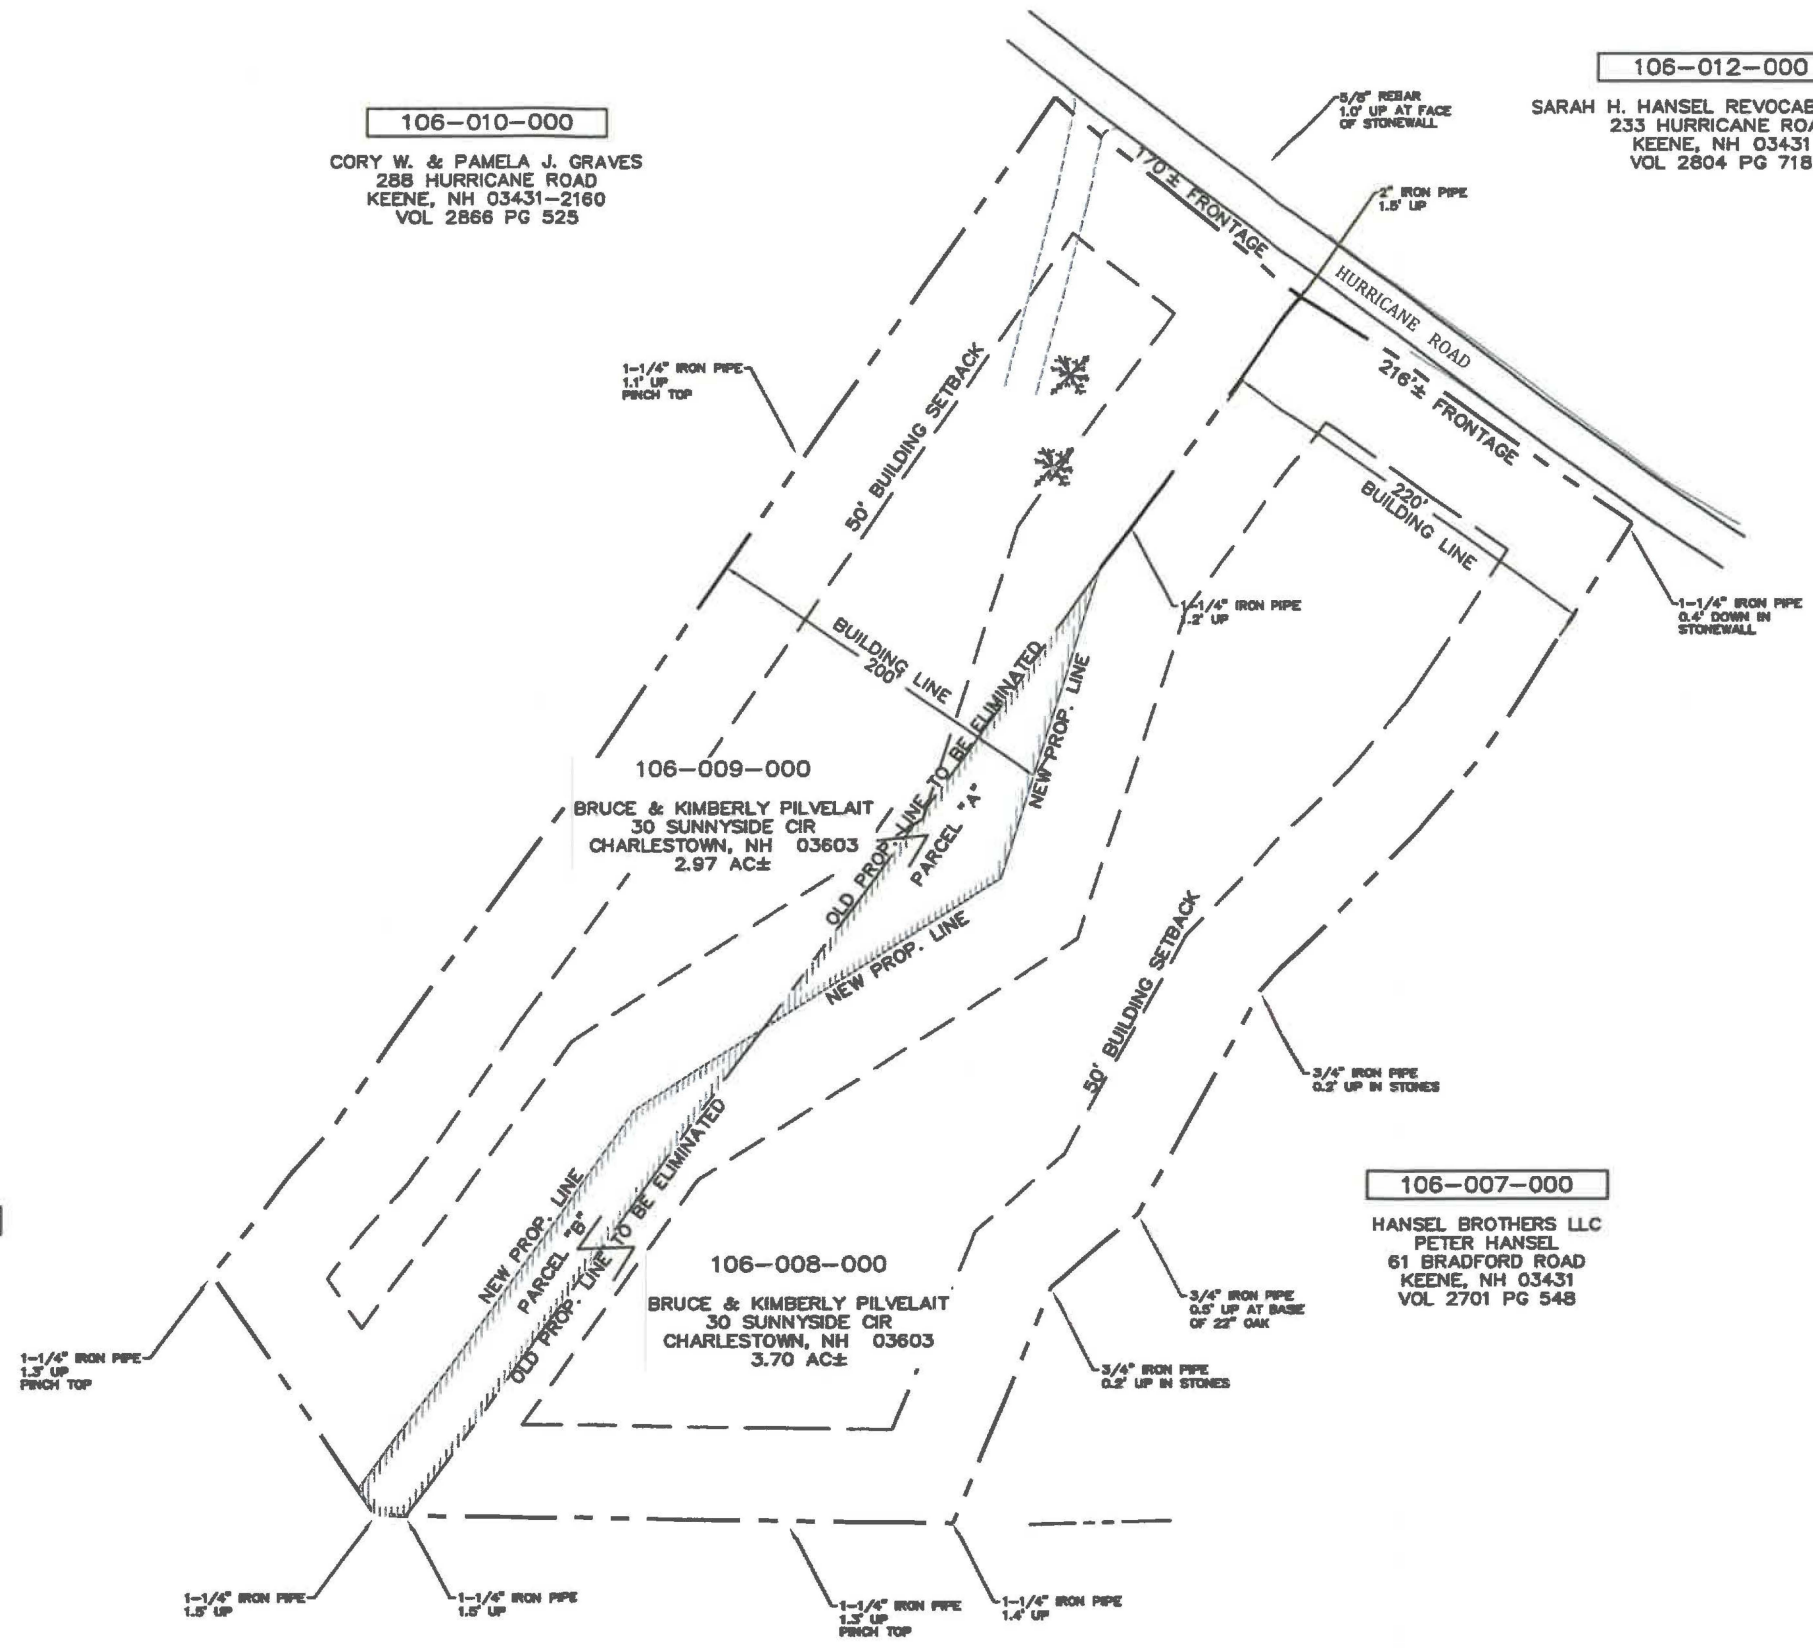 106-010-000
CORY W. & PAMELA J. GRAVES
288 HURRICANE ROAD
KEENE, NH 03431-2160
VOL 2866 PG 525
5/8" REBAR
1.0' UP AT FACE
OF STONEWALL
106-012-000
SARAH H. HANSEL
233 HURRICANE
KEENE, NH 03431
VOL 2804 PG 718
2" IRON PIPE
1.5' UP
170'± FRONTAGE
HURRICANE ROAD
216'± FRONTAGE
1-1/4" IRON PIPE
1.1' UP
PINCH TOP
50' BUILDING SETBACK
220'
BUILDING LINE
1-1/4" IRON PIPE
.2' UP
1-1/4" IRON PIPE
0.4' DOWN IN
STONEWALL
BUILDING LINE
200'
OLD PROP. LINE TO BE ELIMINATED
NEW PROP. LINE
PARCEL "A"
106-009-000
BRUCE & KIMBERLY PILVELAIT
30 SUNNYSIDE CIR
CHARLESTOWN, NH 03603
2.97 AC±
NEW PROP. LINE
50' BUILDING SETBACK
3/4" IRON PIPE
0.2' UP IN STONES
NEW PROP. LINE
PARCEL "B"
OLD PROP. LINE TO BE ELIMINATED
106-007-000
HANSEL BROTHERS LLC
PETER HANSEL
61 BRADFORD ROAD
KEENE, NH 03431
VOL 2701 PG 548
106-008-000
BRUCE & KIMBERLY PILVELAIT
30 SUNNYSIDE CIR
CHARLESTOWN, NH 03603
3.70 AC±
3/4" IRON PIPE
0.5' UP AT BASE
OF 22" OAK
1-1/4" IRON PIPE
1.3' UP
PINCH TOP
3/4" IRON PIPE
0.2' UP IN STONES
1-1/4" IRON PIPE
1.5' UP
1-1/4" IRON PIPE
1.5' UP
1-1/4" IRON PIPE
1.3' UP
PINCH TOP
1-1/4" IRON PIPE
1.4' UP